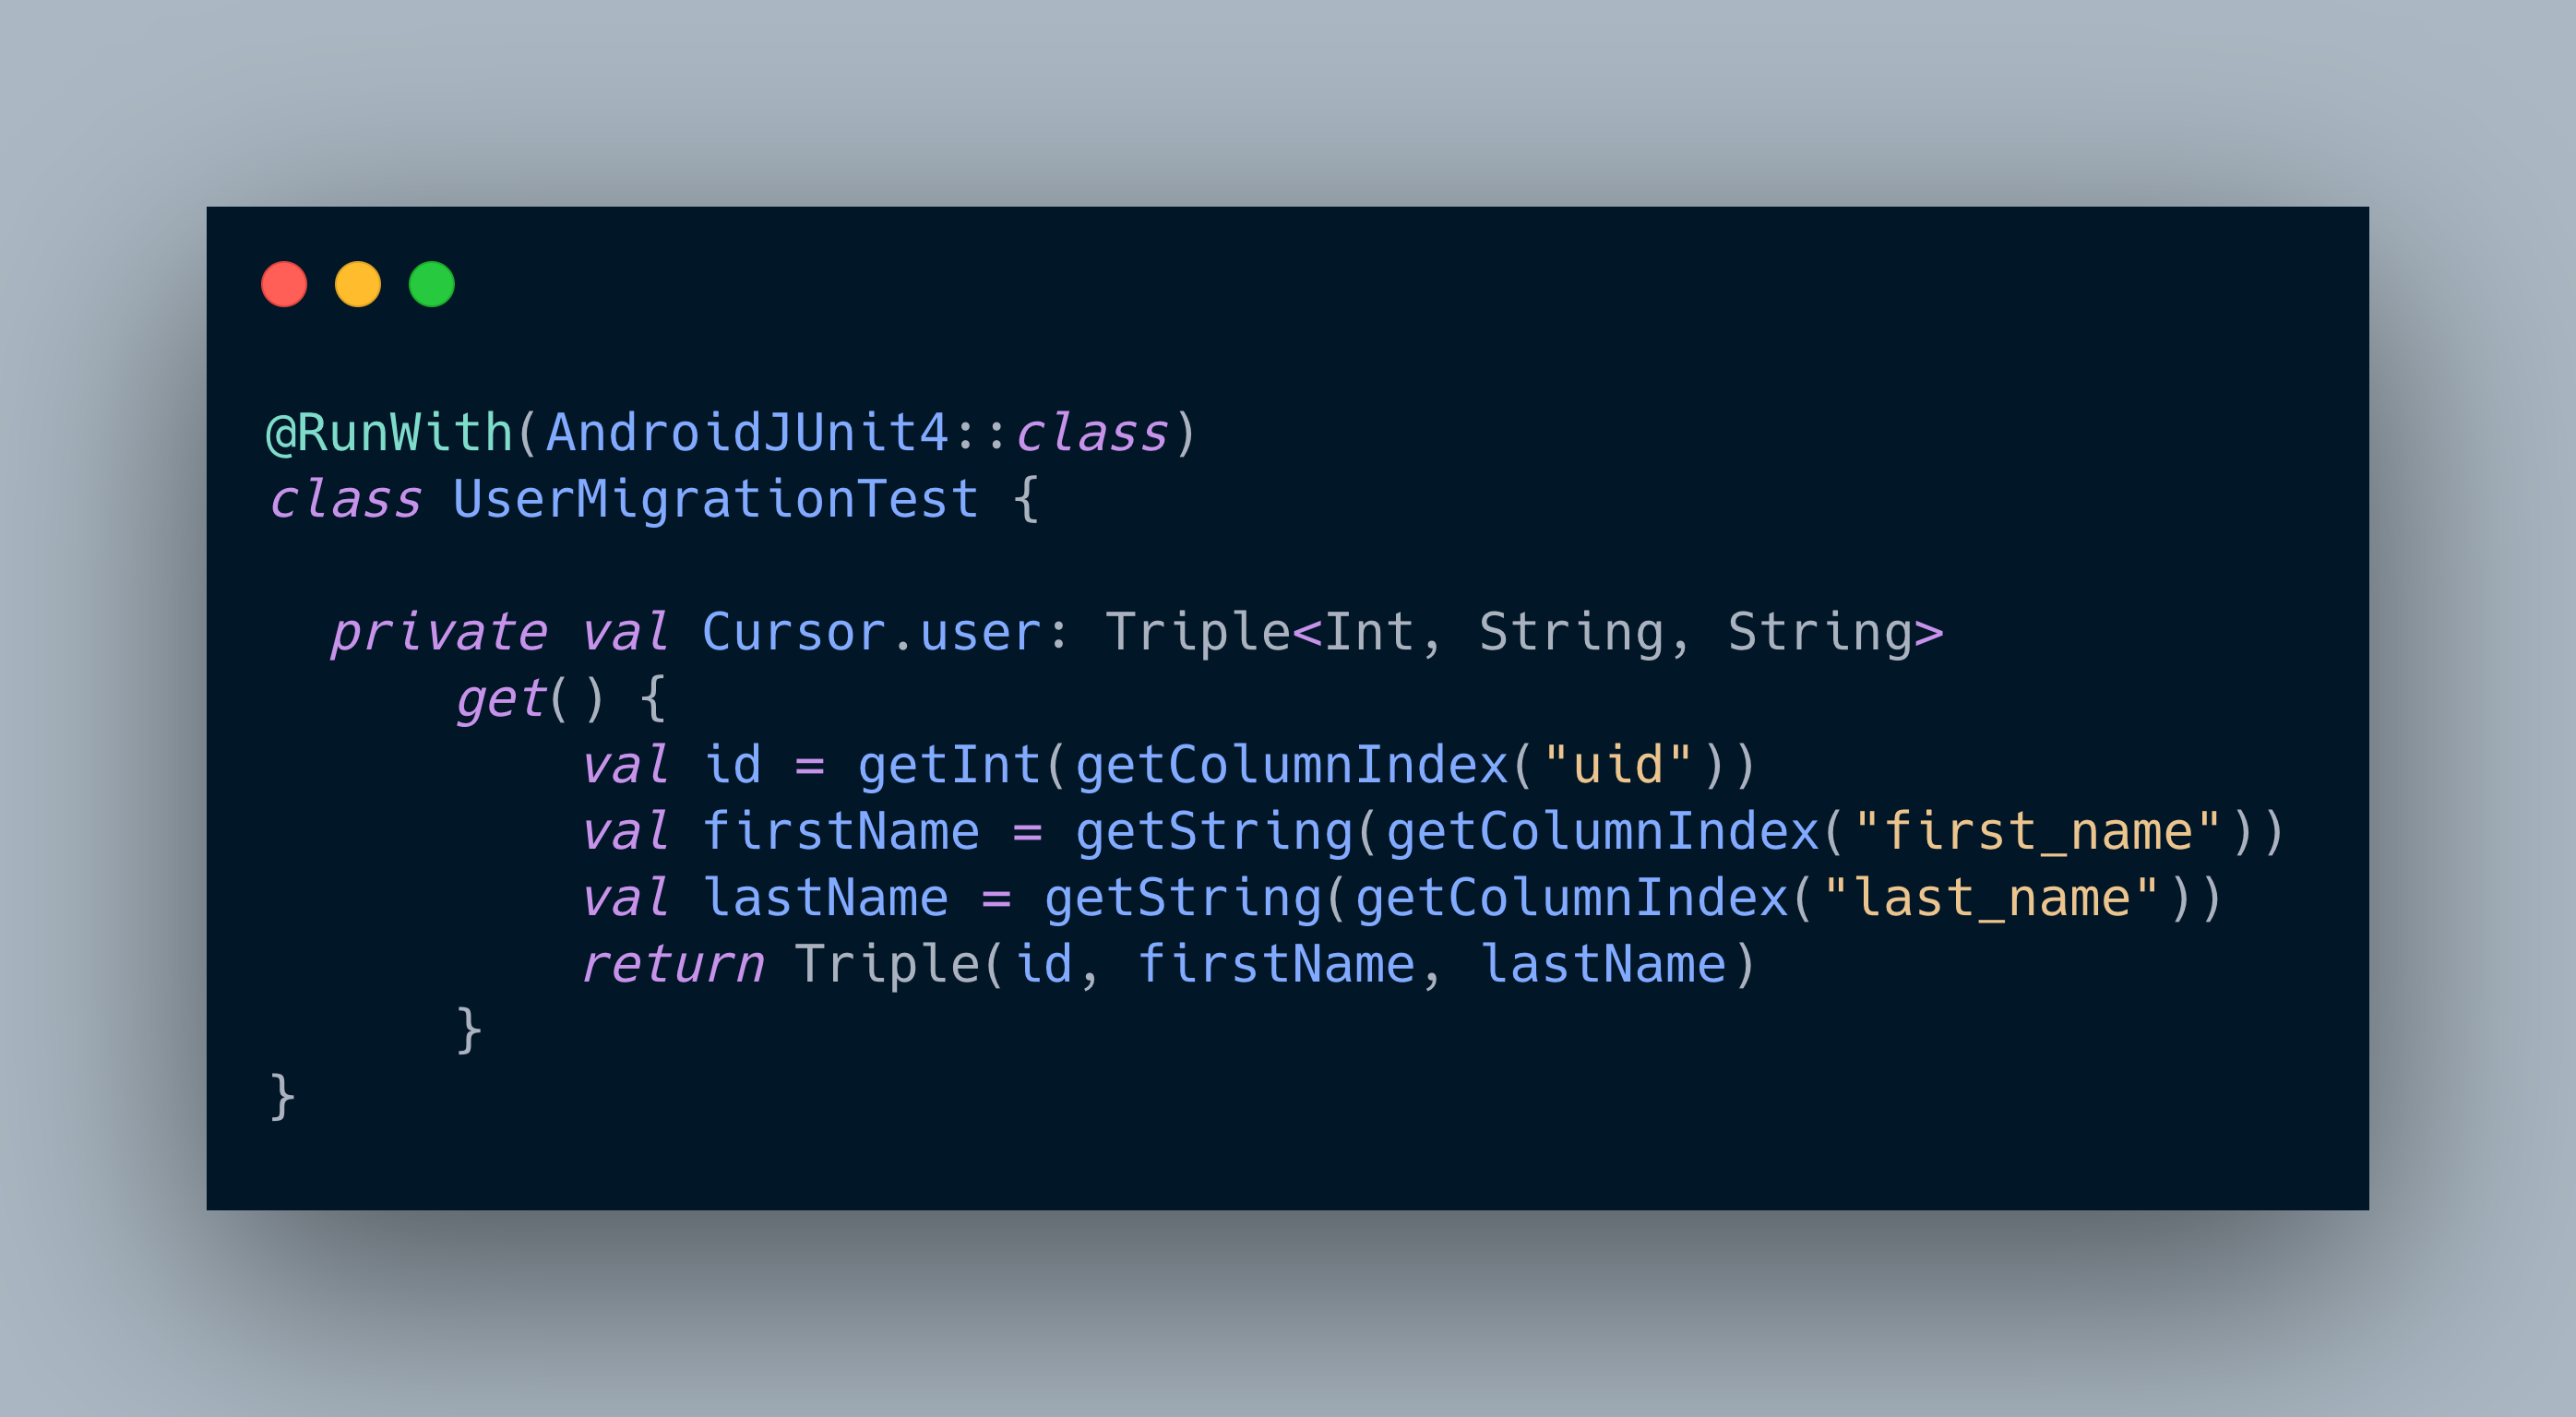 @RunWith(AndroidJUnit4::class)
class UserMigrationTest {
private val Cursor.user: Triple<Int, String, String>
get() {
val id = getInt(getColumnIndex("uid"))
val firstName = getString(getColumnIndex("first_name"))
val lastName = getString(getColumnIndex("last_name"))
return Triple(id, firstName, lastName)
}
}